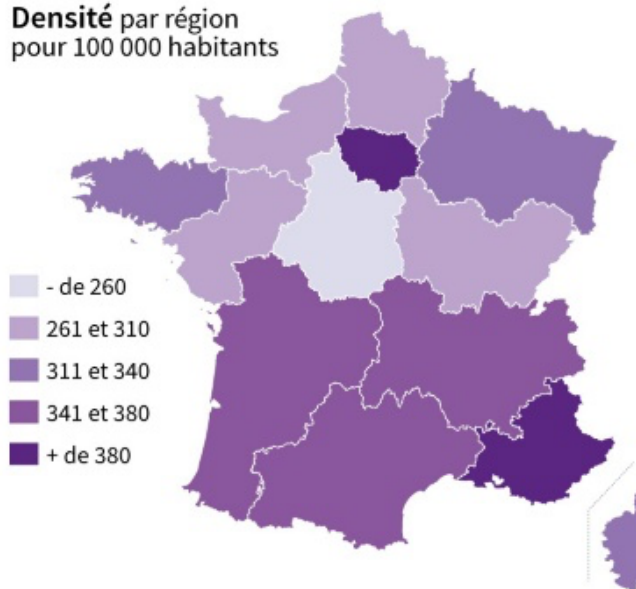 Densité par région
pour 100 000 habitants
- de 260
261 et 310
311 et 340
341 et 380
+ de 380